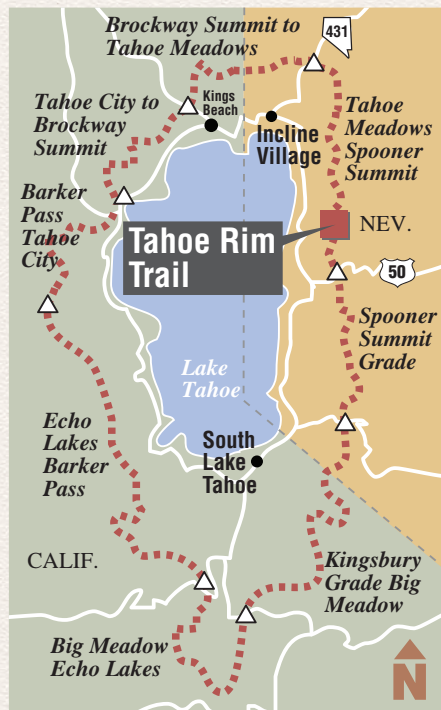 Brockway Summit to
Tahoe Meadows
431
Tahoe City to
Brockway
Summit
Kings
Beach
Incline
Village
Tahoe
Meadows
Spooner
Summit
Barker
Pass
Tahoe
City
Tahoe Rim
Trail
NEV.
50
Spooner
Summit
Grade
Lake
Tahoe
Echo
Lakes
Barker
Pass
South
Lake
Tahoe
CALIF.
Kingsbury
Grade Big
Meadow
Big Meadow
Echo Lakes
N